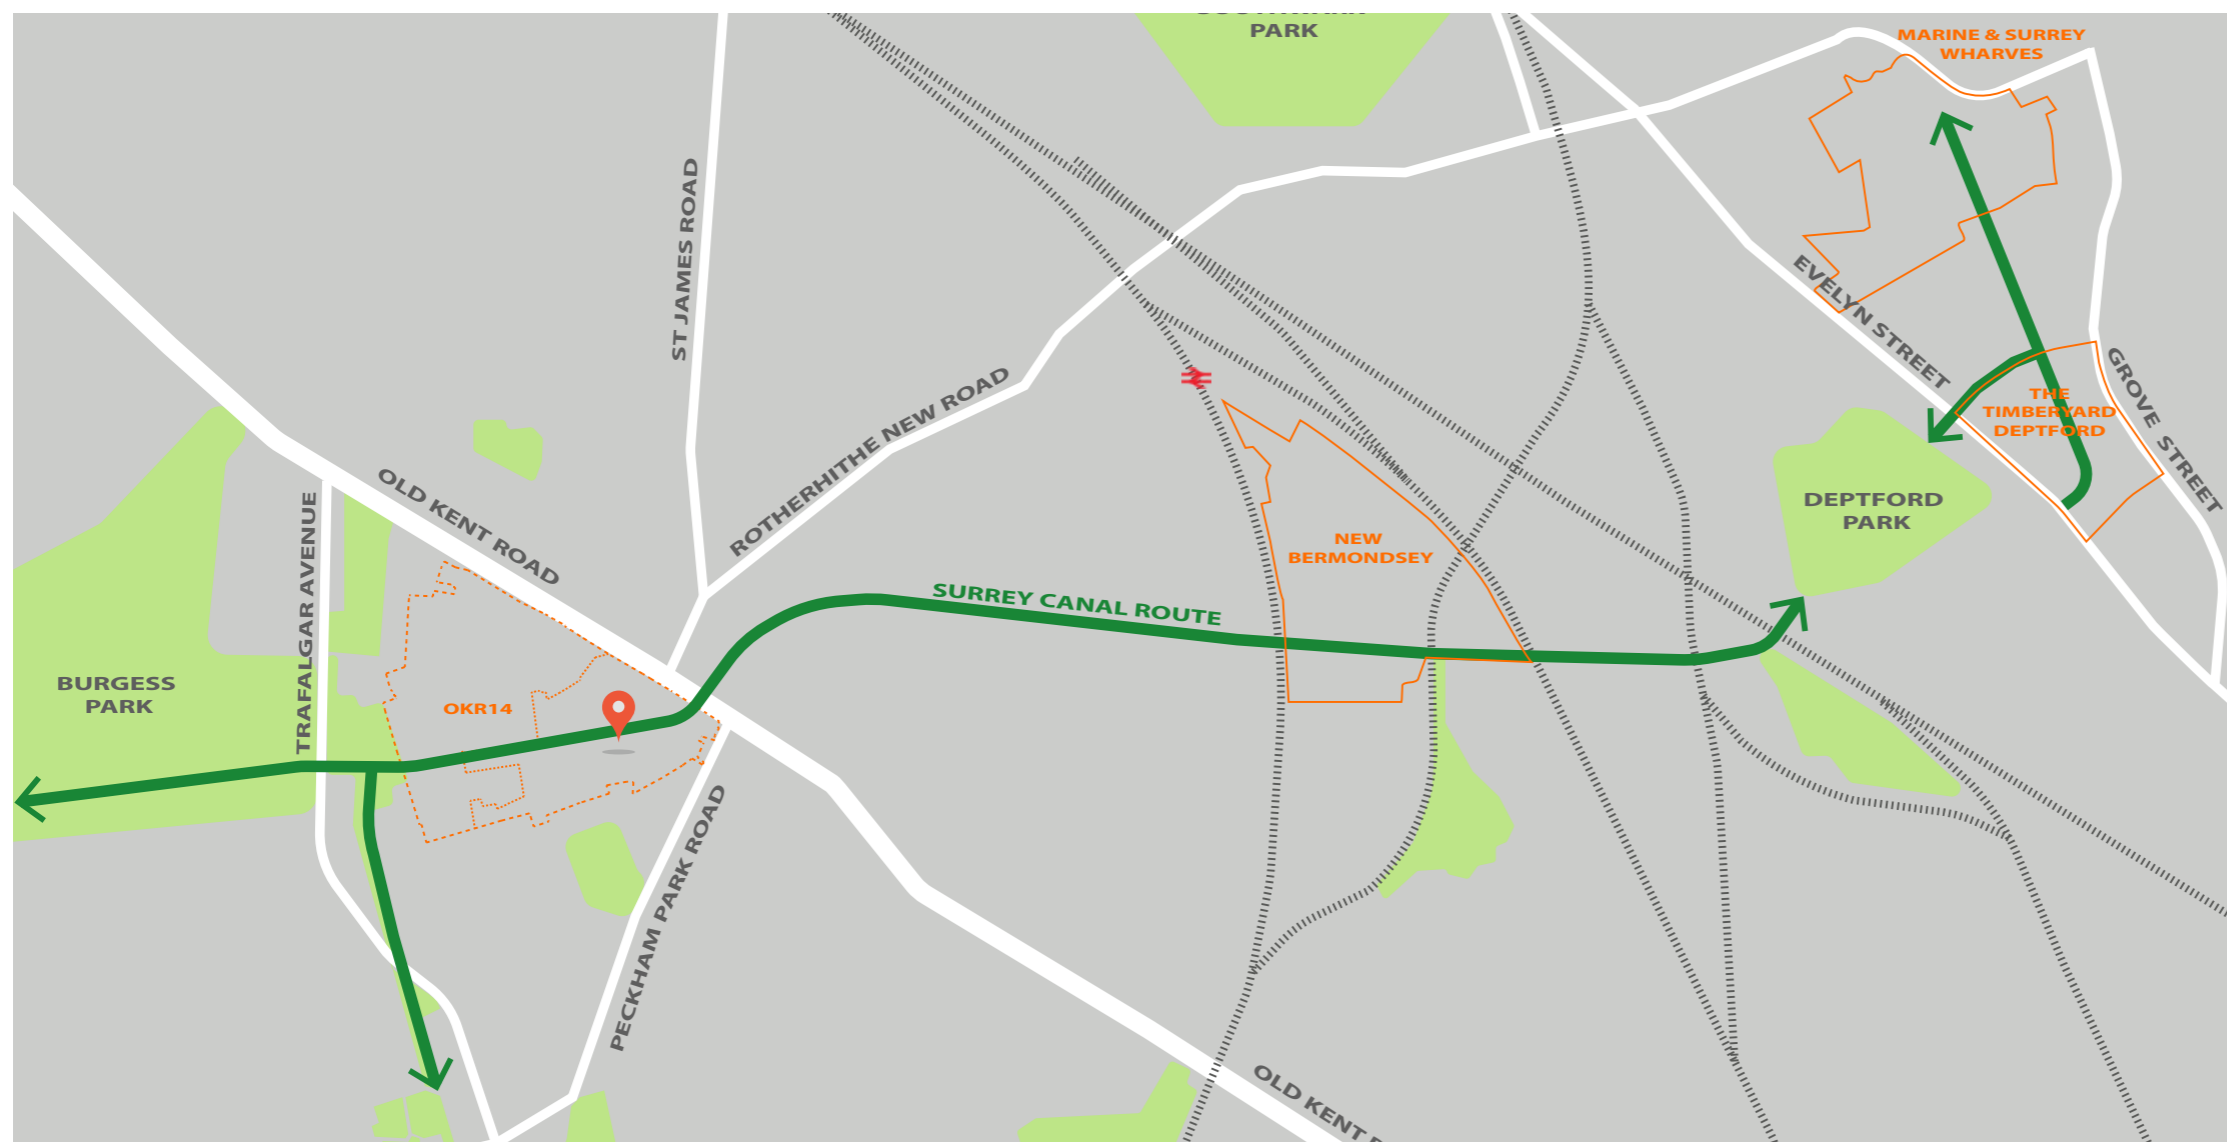 PARK
MARINE & SURREY
WHARVES
ST JAMES ROAD
EVELYN STREET
ROTHERHITHE NEW ROAD
GROVE STREET
THE
TIMBERYARD
DEPTFORD
OLD KENT ROAD
TRAFALGAR AVENUE
DEPTFORD
PARK
NEW
BERMONDSEY
SURREY CANAL ROUTE
BURGESS
PARK
OKR14
PECKHAM PARK ROAD
OLD KENT